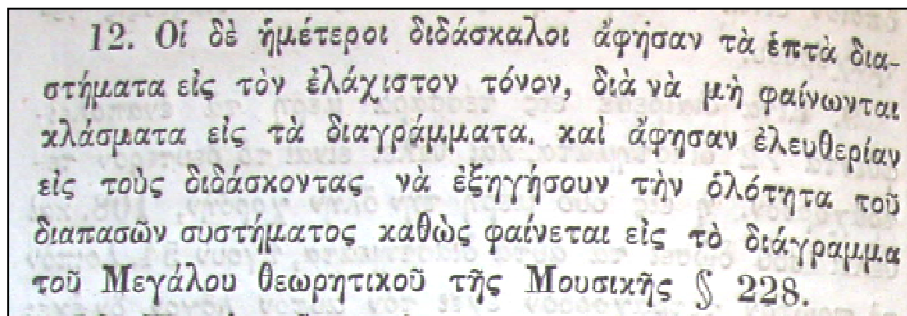 12. Οἱ δὲ ἡμέτεροι διδάσκαλοι ἄφησαν τὰ ἑπτὰ δια-
στήματα εἰς τὸν ἐλάχιστον τόνον, διὰ νὰ μὴ φαίνωνται
κλάσματα εἰς τὰ διαγράμματα. καὶ ἄφησαν ἐλευθερίαν
εἰς τοὺς διδάσκοντας νὰ ἐξηγήσουν τὴν ὁλότητα τοῦ
διαπασῶν συστήματος καθὼς φαίνεται εἰς τὸ διάγραμμα
τοῦ Μεγάλου θεωρητικοῦ τῆς Μουσικῆς § 228.